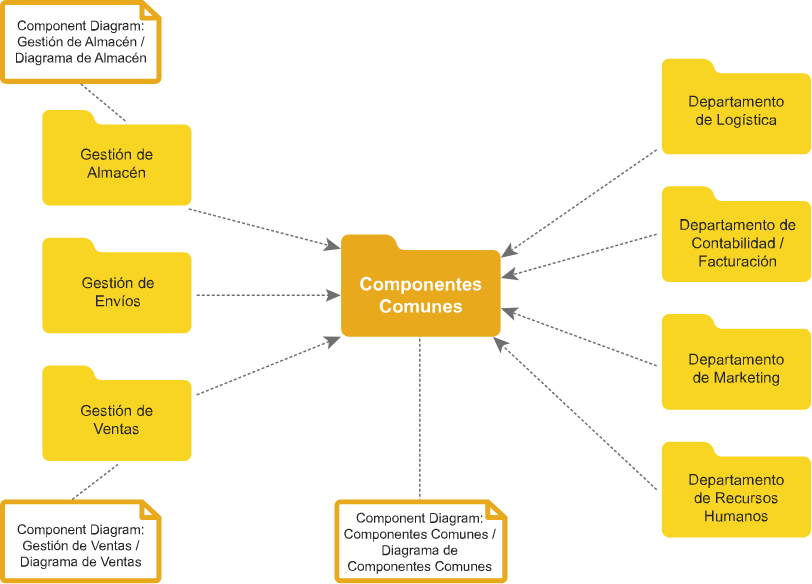 Component Diagram:
Gestión de Almacén /
Diagrama de Almacén
Gestión de
Almacén
Gestión de
Envíos
Gestión de
Ventas
Component Diagram:
Gestión de Ventas /
Diagrama de Ventas
Componentes
Comunes
Component Diagram:
Componentes Comunes /
Diagrama de
Componentes Comunes
Departamento
de Logística
Departamento de
Contabilidad /
Facturación
Departamento
de Marketing
Departamento
de Recursos
Humanos